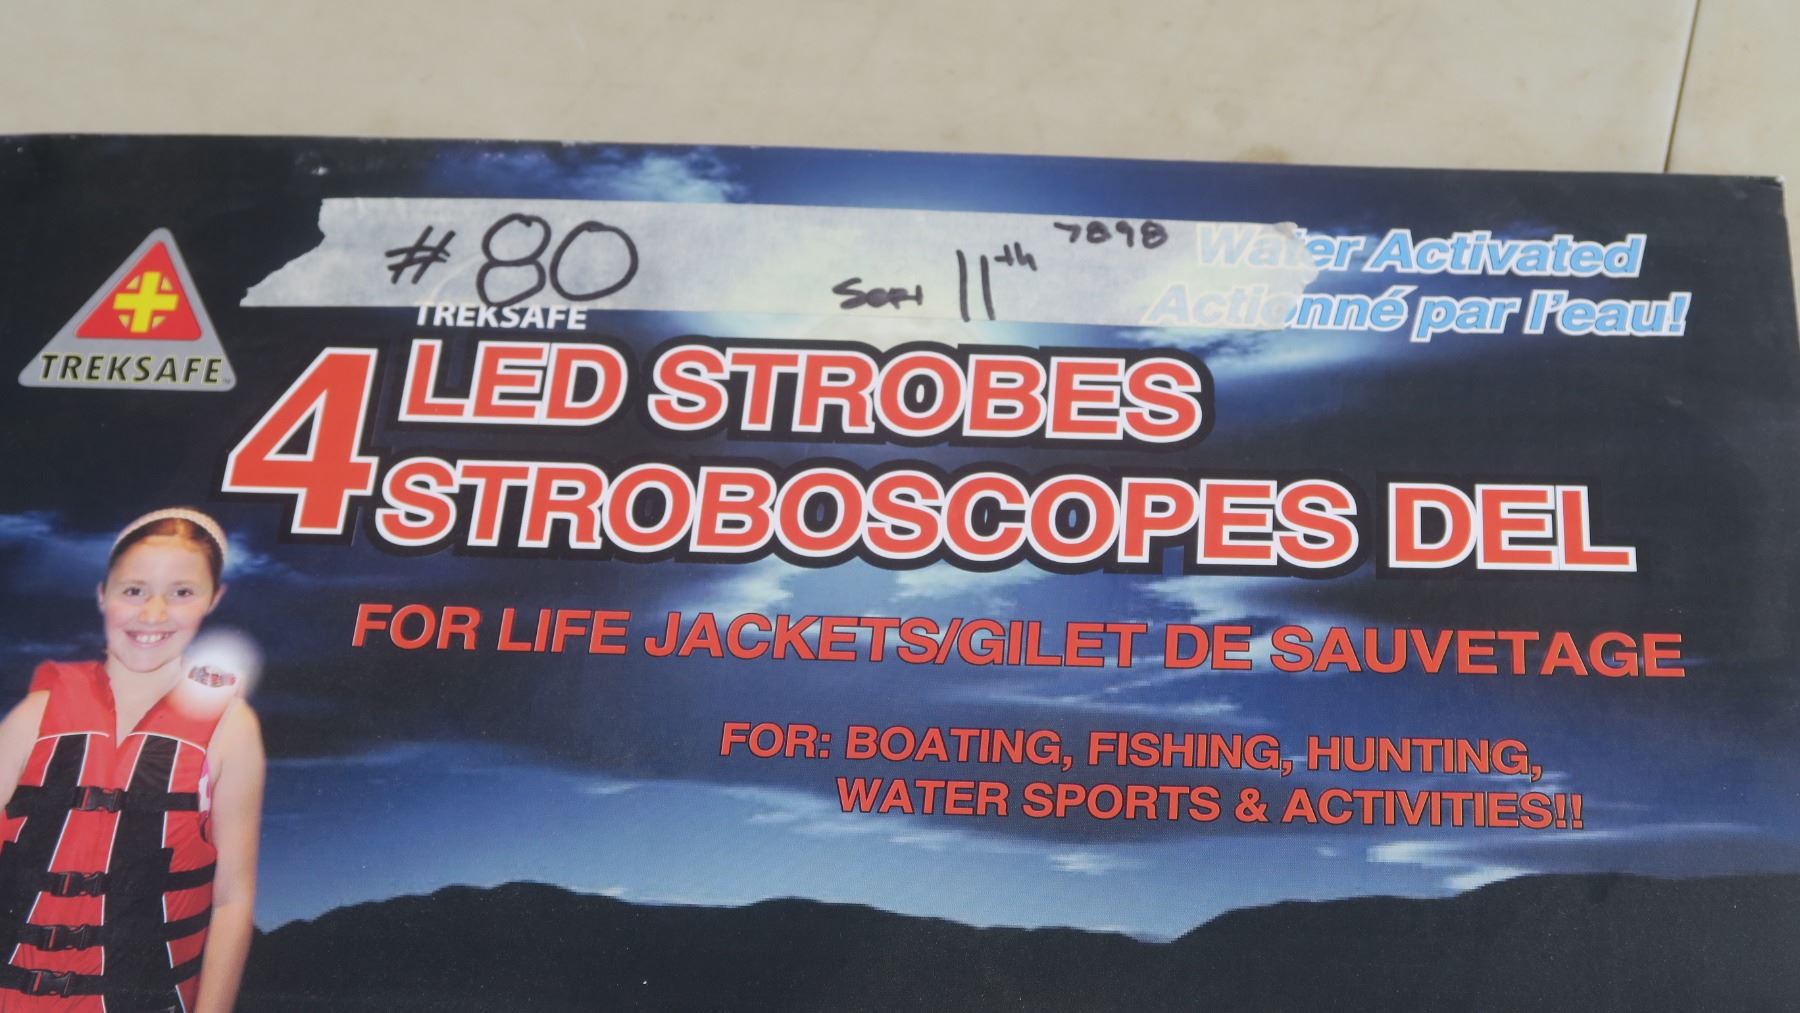 # 80 Sept 11th 7898
Water Activated
Actionné par l'eau!
TREKSAFE
TREKSAFE
4 LED STROBES
STROBOSCOPES DEL
FOR LIFE JACKETS/GILET DE SAUVETAGE
FOR: BOATING, FISHING, HUNTING,
WATER SPORTS & ACTIVITIES!!